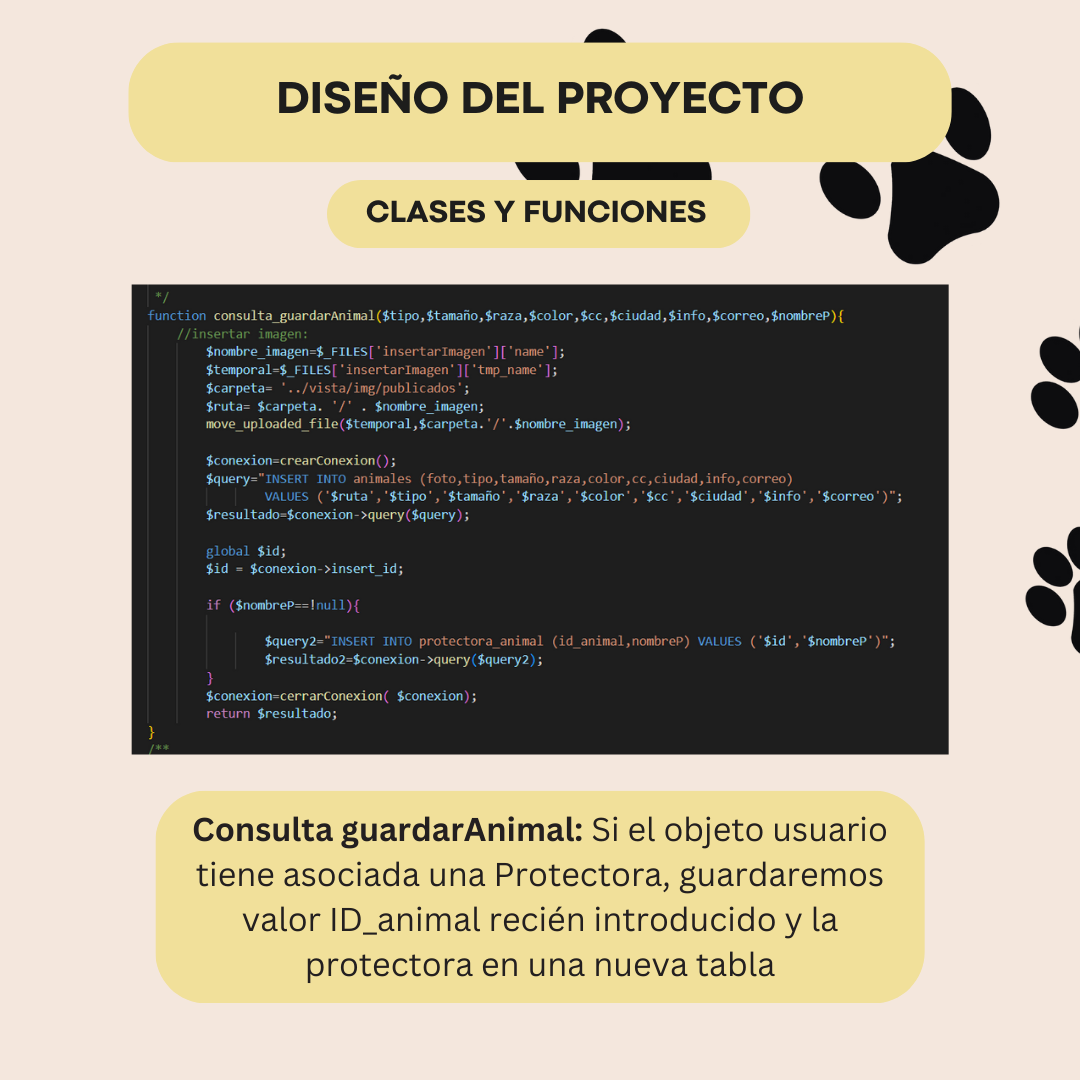 DISEÑO DEL PROYECTO
CLASES Y FUNCIONES
*/
function consulta_guardarAnimal($tipo,$tamaño,$raza,$color,$cc,$ciudad,$info,$correo,$nombreP){
//insertar imagen:
$nombre_imagen=$_FILES['insertarImagen']['name'];
$temporal=$_FILES['insertarImagen']['tmp_name'];
$carpeta= '../vista/img/publicados';
$ruta= $carpeta. '/' . $nombre_imagen;
move_uploaded_file($temporal,$carpeta.'/'.$nombre_imagen);
$conexion=crearConexion();
$query="INSERT INTO animales (foto,tipo,tamaño,raza,color,cc,ciudad,info,correo)
VALUES ('$ruta','$tipo','$tamaño','$raza','$color','$cc','$ciudad','$info','$correo')";
$resultado=$conexion->query($query);
global $id;
$id = $conexion->insert_id;
if ($nombreP==!null){
$query2="INSERT INTO protectora_animal (id_animal,nombreP) VALUES ('$id','$nombreP')";
$resultado2=$conexion->query($query2);
}
$conexion=cerrarConexion( $conexion);
return $resultado;
}
/**
Consulta guardarAnimal: Si el objeto usuario
tiene asociada una Protectora, guardaremos
valor ID_animal recién introducido y la
protectora en una nueva tabla